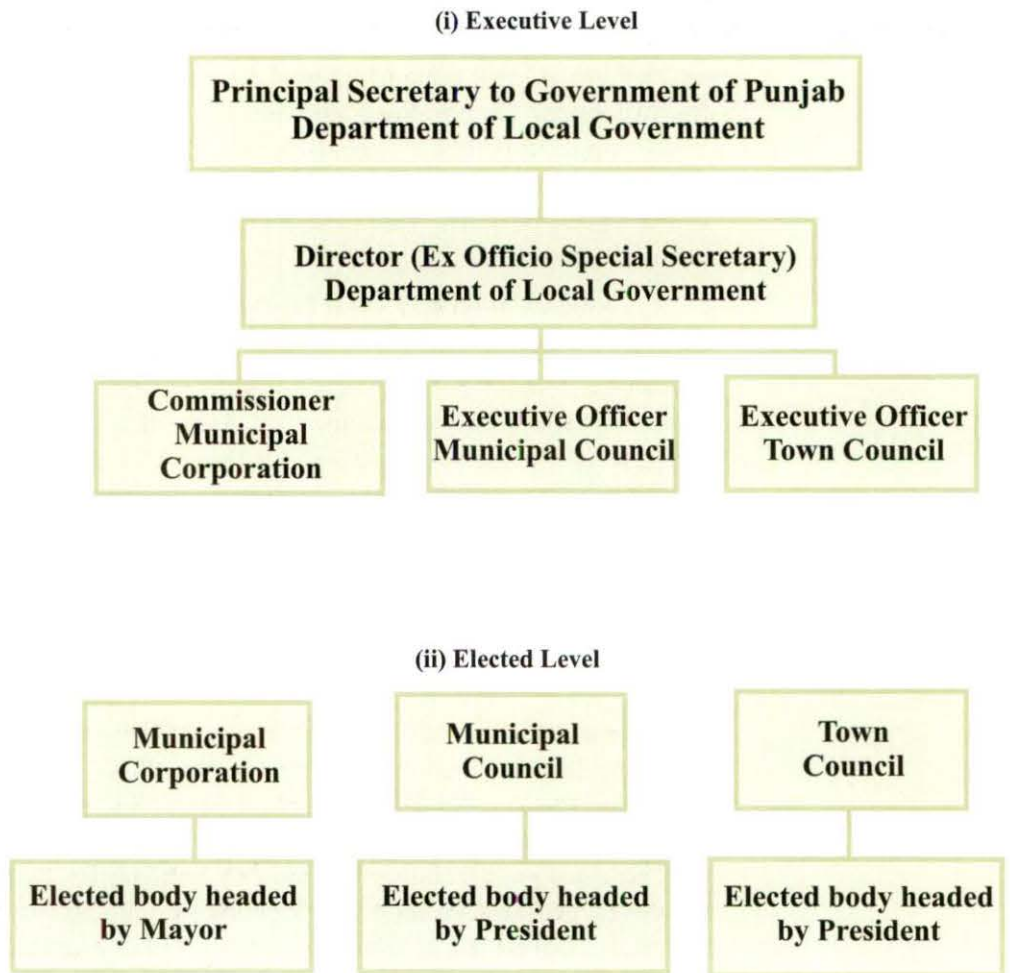 (i) Executive Level
Principal Secretary to Government of Punjab
Department of Local Government
Director (Ex Officio Special Secretary)
Department of Local Government
Commissioner
Municipal
Corporation
Executive Officer
Municipal Council
Executive Officer
Town Council
(ii) Elected Level
Municipal
Corporation
Municipal
Council
Town
Council
Elected body headed
by Mayor
Elected body headed
by President
Elected body headed
by President